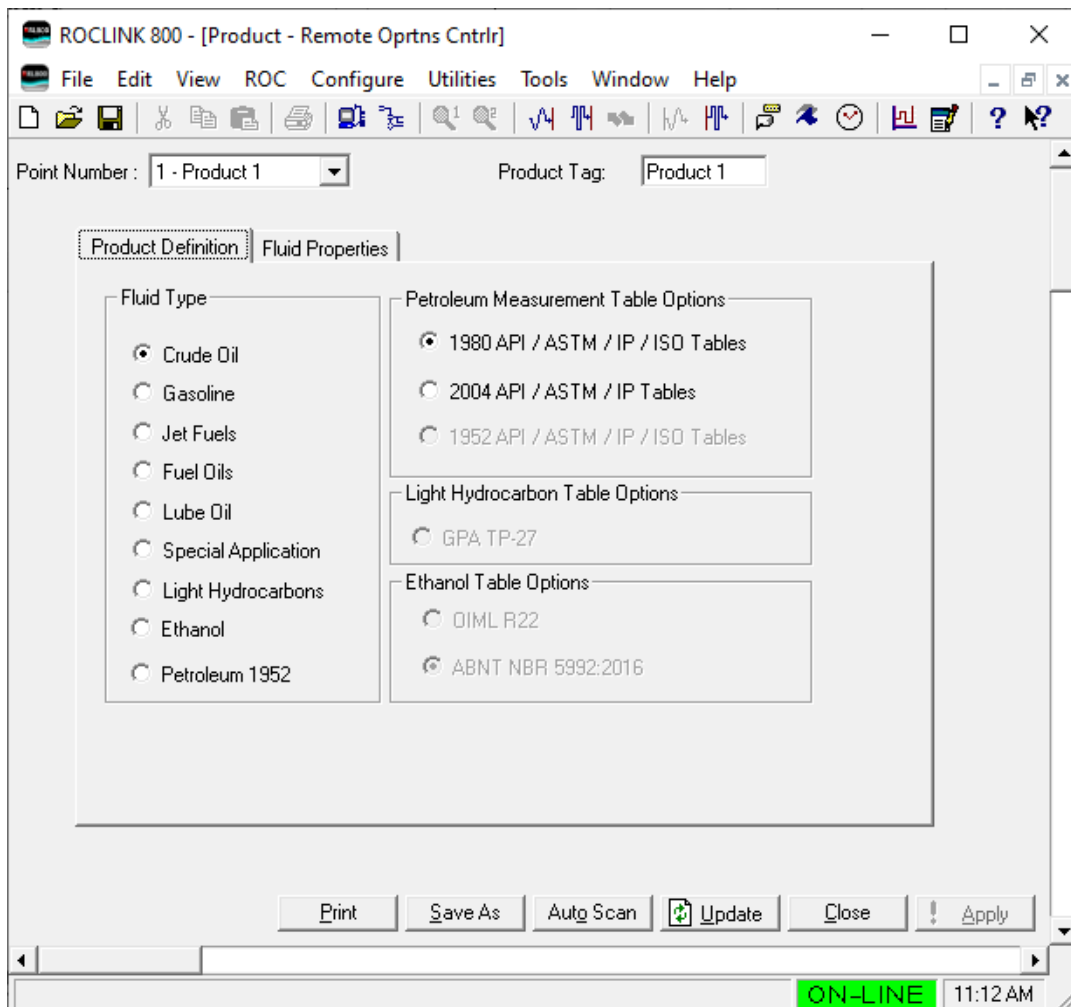 ROCLINK 800 - [Product - Remote Oprtns Cntrlr]
File Edit View ROC Configure Utilities Tools Window Help
Point Number : 1 - Product 1 Product Tag: Product 1
Product Definition Fluid Properties
Fluid Type
Crude Oil
Gasoline
Jet Fuels
Fuel Oils
Lube Oil
Special Application
Light Hydrocarbons
Ethanol
Petroleum 1952
Petroleum Measurement Table Options
1980 API / ASTM / IP / ISO Tables
2004 API / ASTM / IP Tables
1952 API / ASTM / IP / ISO Tables
Light Hydrocarbon Table Options
GPA TP-27
Ethanol Table Options
OIML R22
ABNT NBR 5992:2016
Print Save As Auto Scan Update Close ! Apply
ON-LINE 11:12 AM